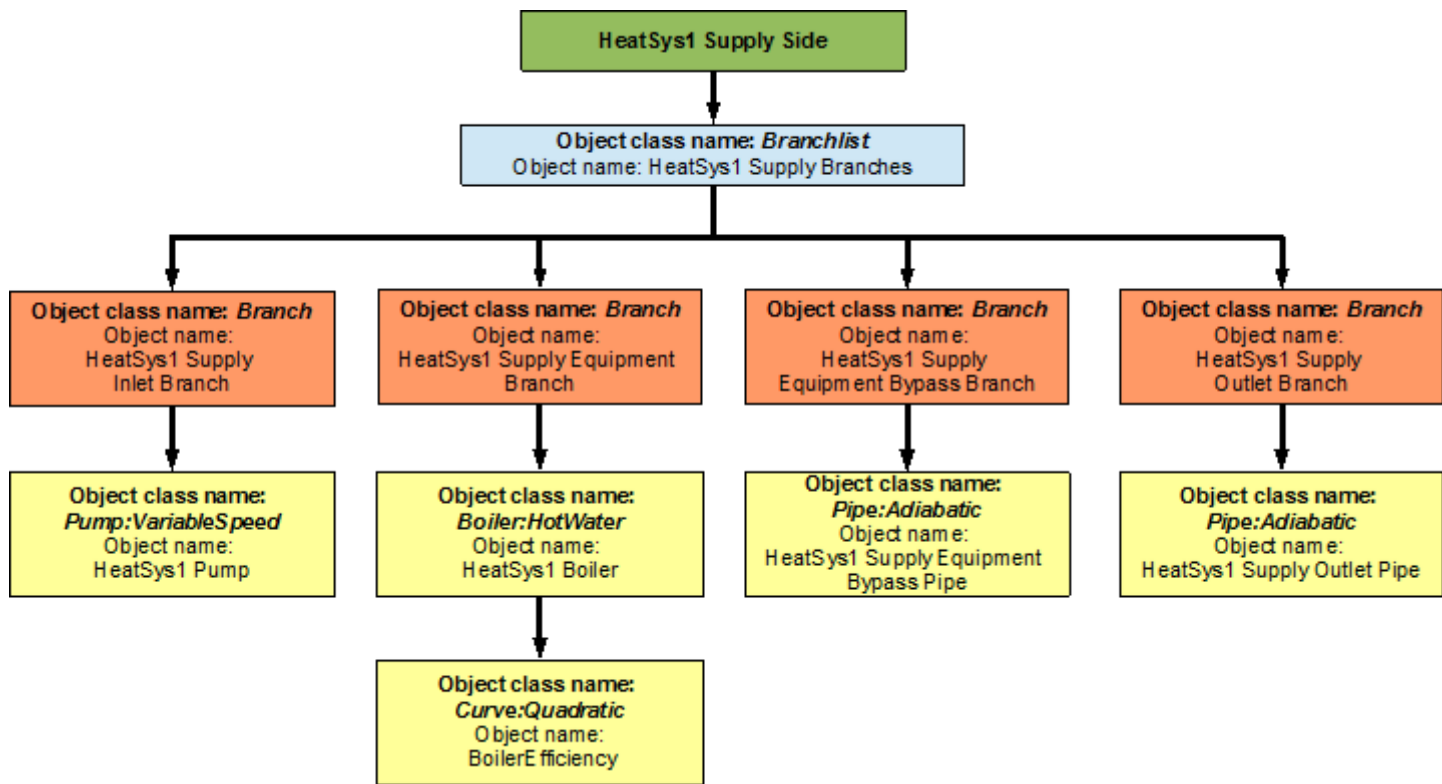 HeatSys1 Supply Side
Object class name: Branchlist
Object name: HeatSys1 Supply Branches
Object class name: Branch
Object name:
HeatSys1 Supply
Inlet Branch
Object class name: Branch
Object name:
HeatSys1 Supply Equipment
Branch
Object class name: Branch
Object name:
HeatSys1 Supply
Equipment Bypass Branch
Object class name: Branch
Object name:
HeatSys1 Supply
Outlet Branch
Object class name:
Pump:VariableSpeed
Object name:
HeatSys1 Pump
Object class name:
Boiler:HotWater
Object name:
HeatSys1 Boiler
Object class name:
Pipe:Adiabatic
Object name:
HeatSys1 Supply Equipment
Bypass Pipe
Object class name:
Pipe:Adiabatic
Object name:
HeatSys1 Supply Outlet Pipe
Object class name:
Curve:Quadratic
Object name:
BoilerEfficiency